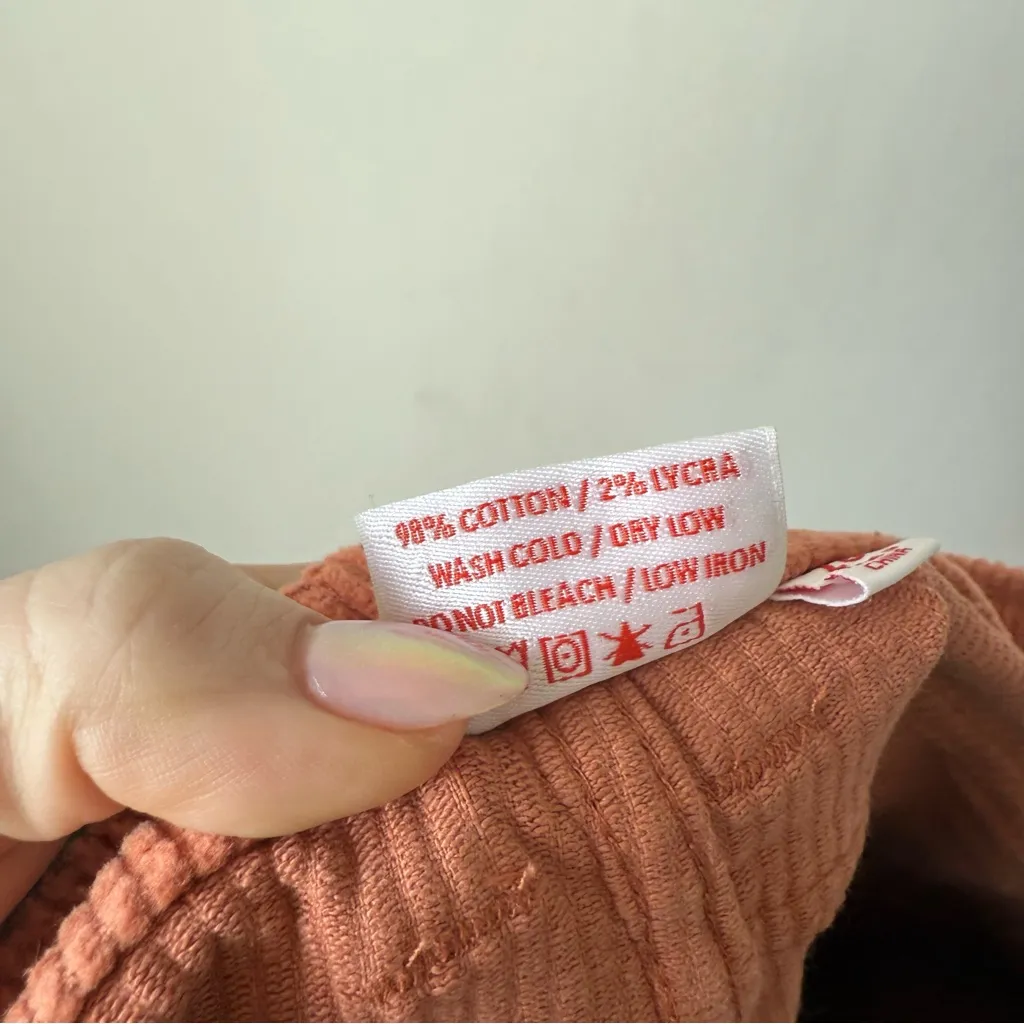 98% COTTON / 2% LYCRA
WASH COLD / DRY LOW
DO NOT BLEACH / LOW IRON